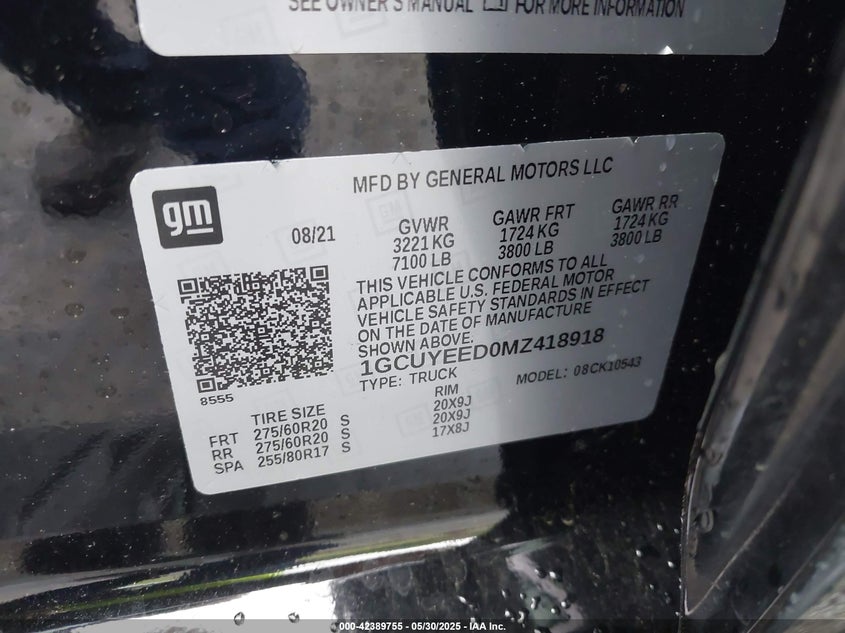 SEE OWNER'S MANUAL FOR MORE INFORMATION
MFD BY GENERAL MOTORS LLC
gm
08/21
GVWR GAWR FRT GAWR RR
3221 KG 1724 KG 1724 KG
7100 LB 3800 LB 3800 LB
THIS VEHICLE CONFORMS TO ALL
APPLICABLE U.S. FEDERAL MOTOR
VEHICLE SAFETY STANDARDS IN EFFECT
ON THE DATE OF MANUFACTURE
SHOWN ABOVE.
1GCUYEED0MZ418918
TYPE: TRUCK MODEL: 08CK10543
8555
TIRE SIZE RIM
FRT 275/60R20 S 20X9J
RR 275/60R20 S 20X9J
SPA 255/80R17 S 17X8J
000-42389755 - 05/30/2025 - IAA Inc.